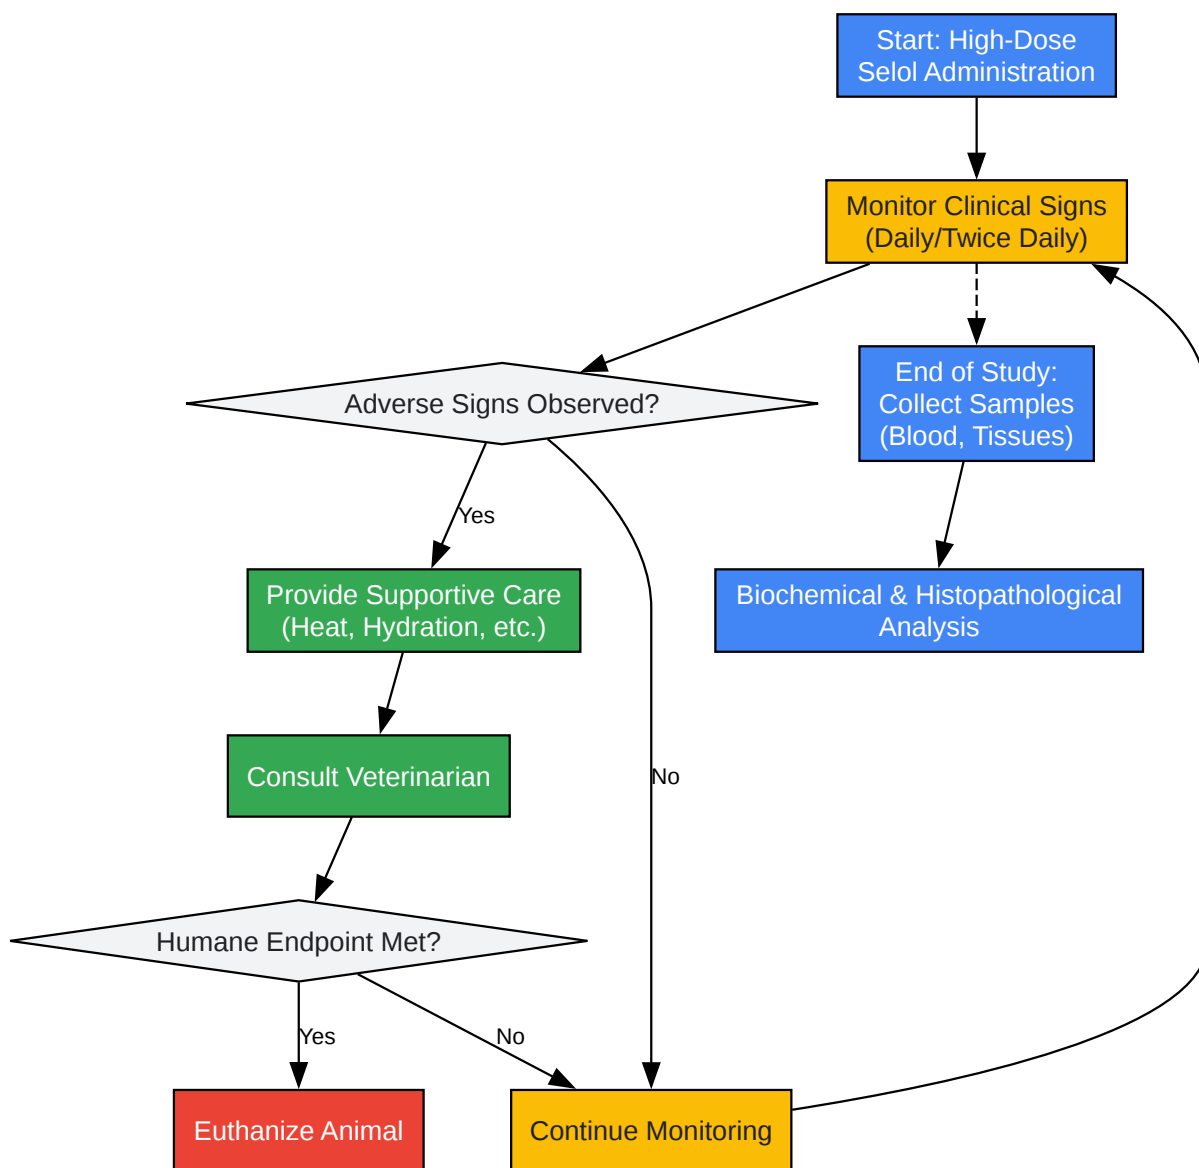 Start: High-Dose
Selol Administration
Monitor Clinical Signs
(Daily/Twice Daily)
End of Study:
Collect Samples
(Blood, Tissues)
Adverse Signs Observed?
Yes
Provide Supportive Care
(Heat, Hydration, etc.)
Biochemical & Histopathological
Analysis
Consult Veterinarian
No
Humane Endpoint Met?
Yes
No
Euthanize Animal
Continue Monitoring